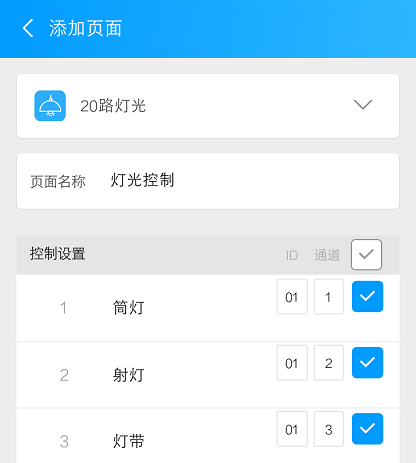 添加页面
20路灯光
页面名称 灯光控制
控制设置 ID 通道
1 筒灯 01 1
2 射灯 01 2
3 灯带 01 3